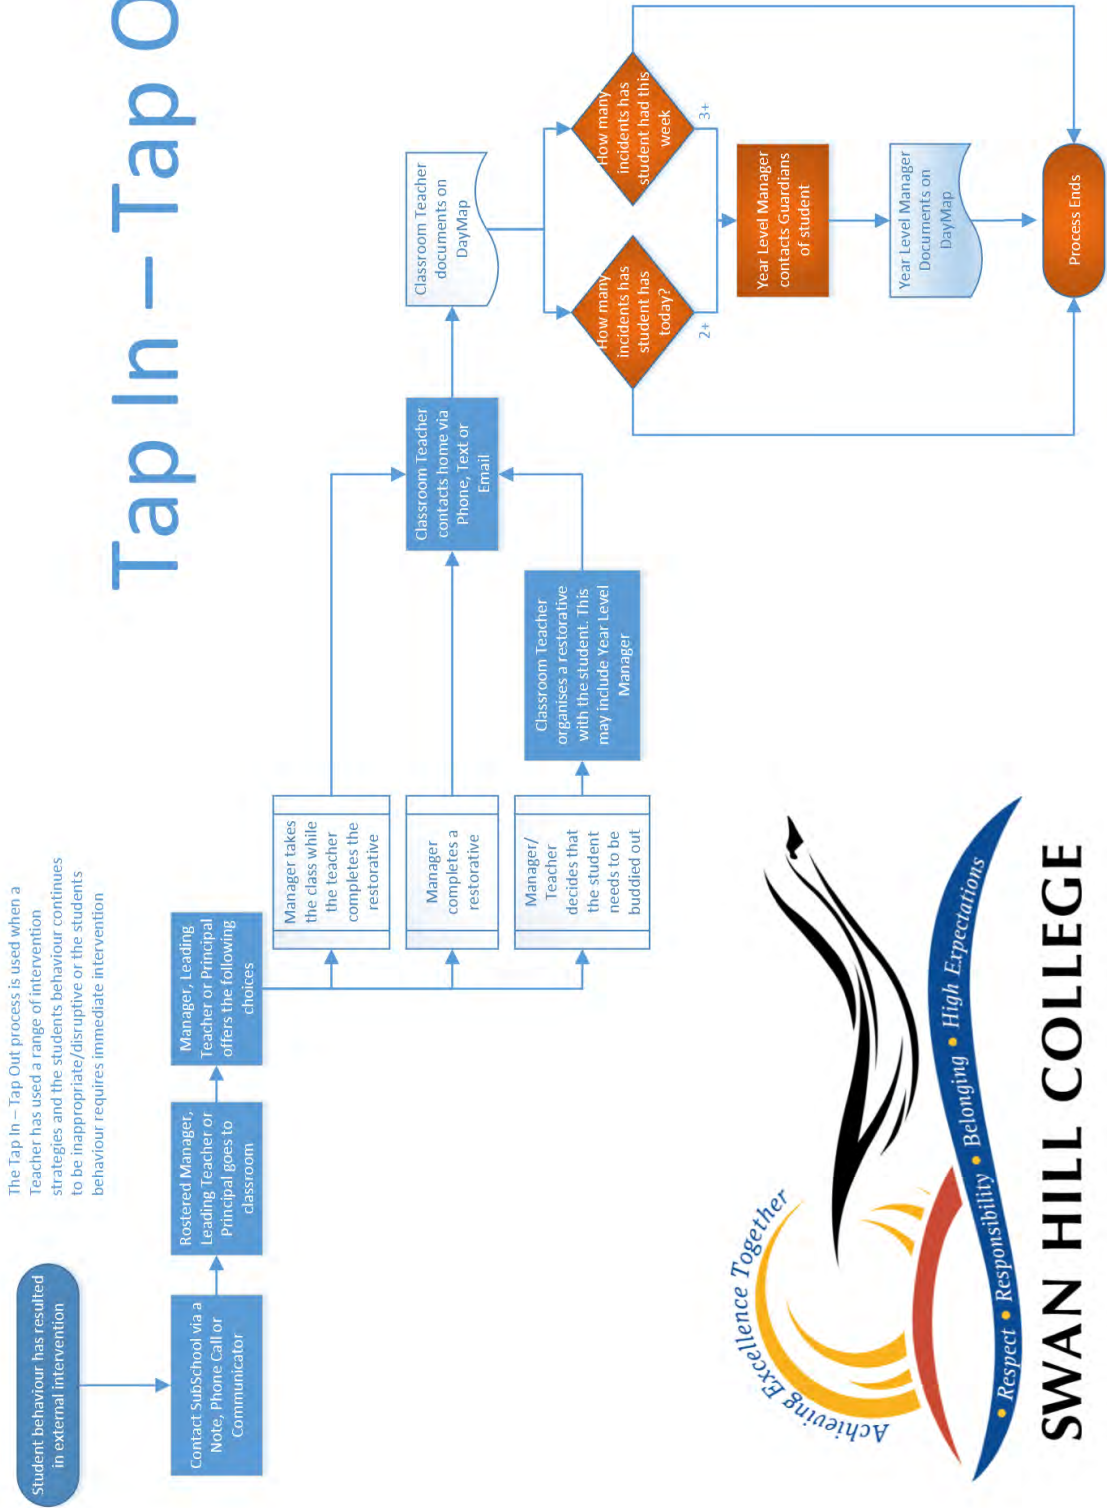 Tap In – Tap O
The Tap In – Tap Out process is used when a
Teacher has used a range of intervention
strategies and the students behaviour continues
to be inappropriate/disruptive or the students
behaviour requires immediate intervention
Student behaviour has resulted
in external intervention
Contact SubSchool via a
Note, Phone Call or
Communicator
Rostered Manager,
Leading Teacher or
Principal goes to
classroom
Manager, Leading
Teacher or Principal
offers the following
choices
Manager takes
the class while
the teacher
completes the
restorative
Manager
completes a
restorative
Manager/
Teacher
decides that
the student
needs to be
buddied out
Classroom Teacher
organises a restorative
with the student. This
may include Year Level
Manager
Classroom Teacher
contacts home via
Phone, Text or
Email
Classroom Teacher
documents on
DayMap
How many
incidents has
student has
today?
2+
How many
incidents has
student had this
week
3+
Year Level Manager
contacts Guardians
of student
Year Level Manager
Documents on
DayMap
Process Ends
Achieving Excellence Together
• Respect • Responsibility • Belonging • High Expectations
SWAN HILL COLLEGE